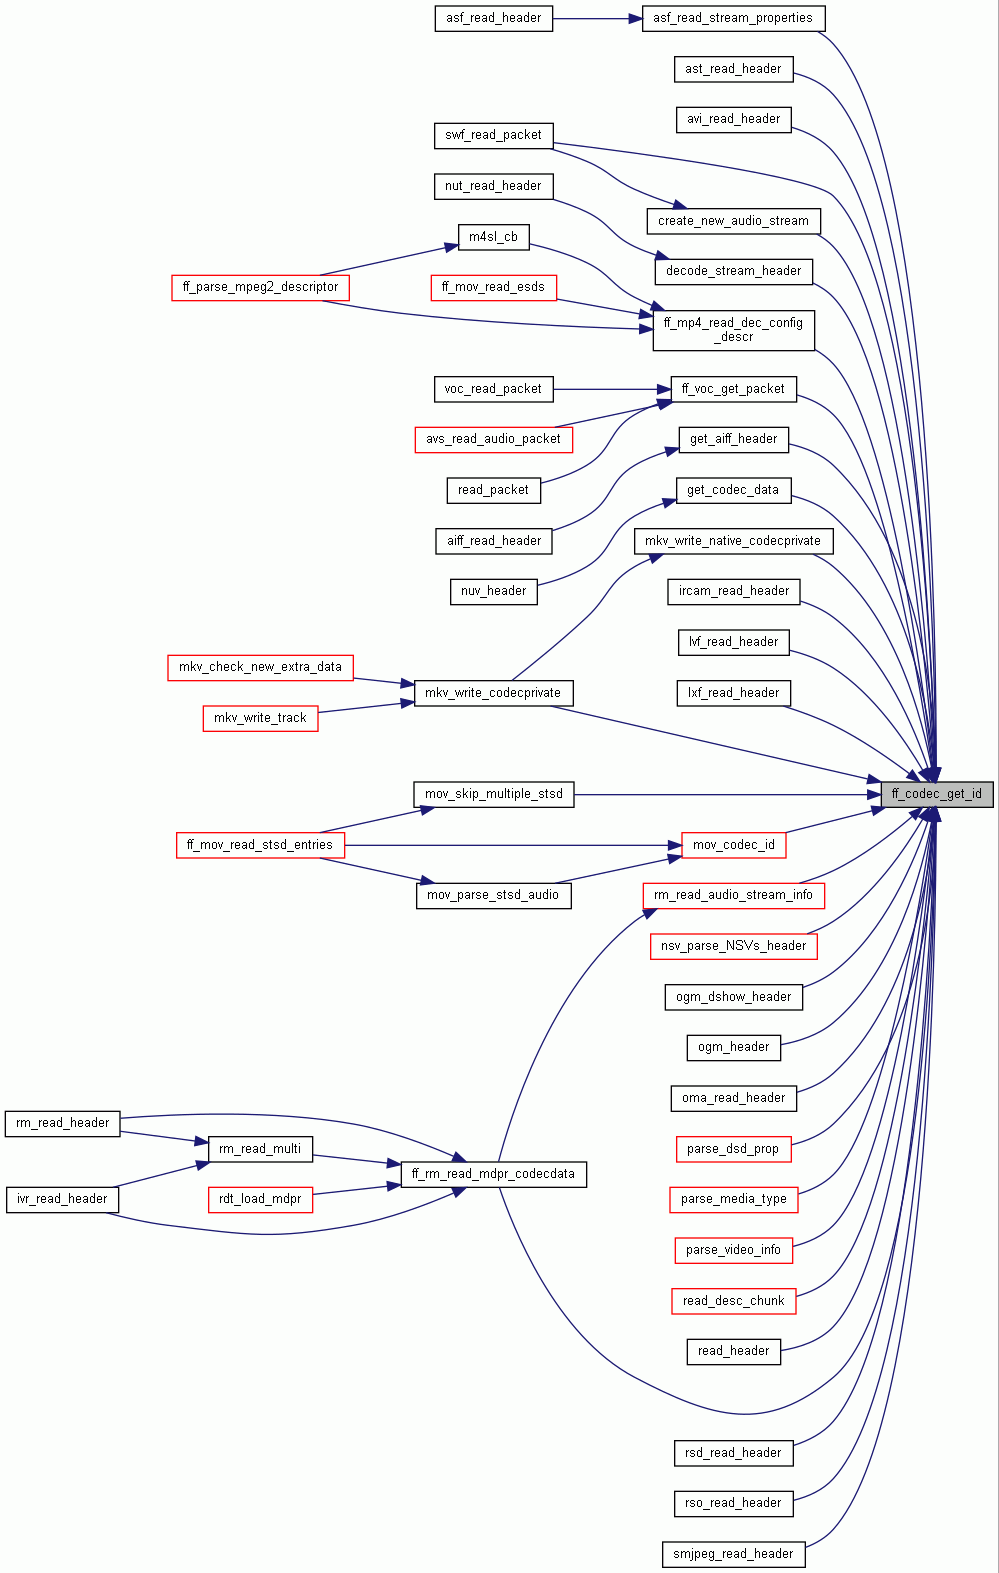 asf_read_header
asf_read_stream_properties
ast_read_header
avi_read_header
swf_read_packet
nut_read_header
create_new_audio_stream
m4sl_cb
decode_stream_header
ff_parse_mpeg2_descriptor
ff_mov_read_esds
ff_mp4_read_dec_config
_descr
voc_read_packet
ff_voc_get_packet
avs_read_audio_packet
get_aiff_header
read_packet
get_codec_data
aiff_read_header
mkv_write_native_codecprivate
nuv_header
ircam_read_header
lvf_read_header
mkv_check_new_extra_data
mkv_write_codecprivate
lxf_read_header
mkv_write_track
mov_skip_multiple_stsd
ff_codec_get_id
ff_mov_read_stsd_entries
mov_codec_id
mov_parse_stsd_audio
rm_read_audio_stream_info
nsv_parse_NSVs_header
ogm_dshow_header
ogm_header
oma_read_header
rm_read_header
rm_read_multi
parse_dsd_prop
ff_rm_read_mdpr_codecdata
ivr_read_header
rdt_load_mdpr
parse_media_type
parse_video_info
read_desc_chunk
read_header
rsd_read_header
rso_read_header
smjpeg_read_header